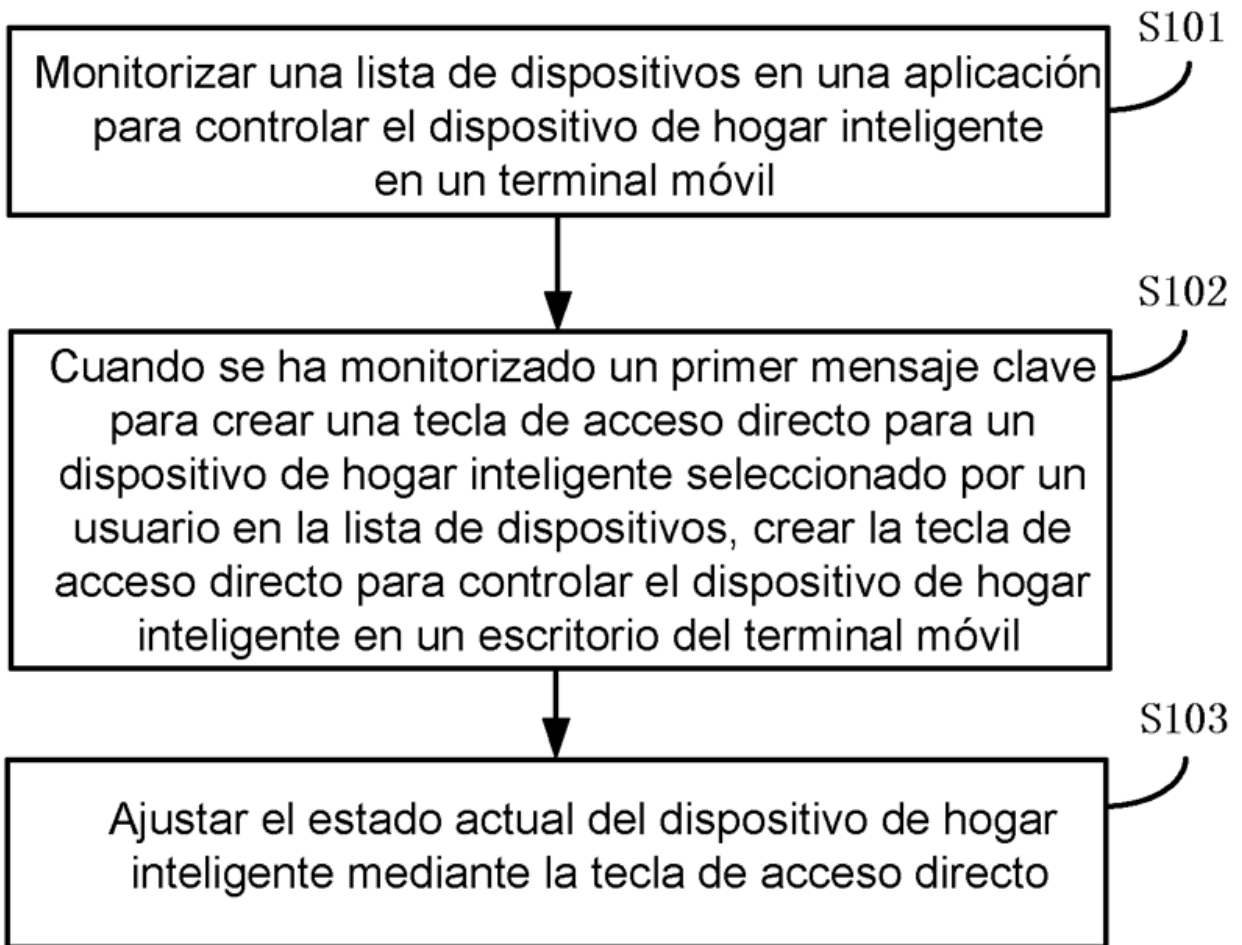 S101
Monitorizar una lista de dispositivos en una aplicación
para controlar el dispositivo de hogar inteligente
en un terminal móvil
S102
Cuando se ha monitorizado un primer mensaje clave
para crear una tecla de acceso directo para un
dispositivo de hogar inteligente seleccionado por un
usuario en la lista de dispositivos, crear la tecla de
acceso directo para controlar el dispositivo de hogar
inteligente en un escritorio del terminal móvil
S103
Ajustar el estado actual del dispositivo de hogar
inteligente mediante la tecla de acceso directo